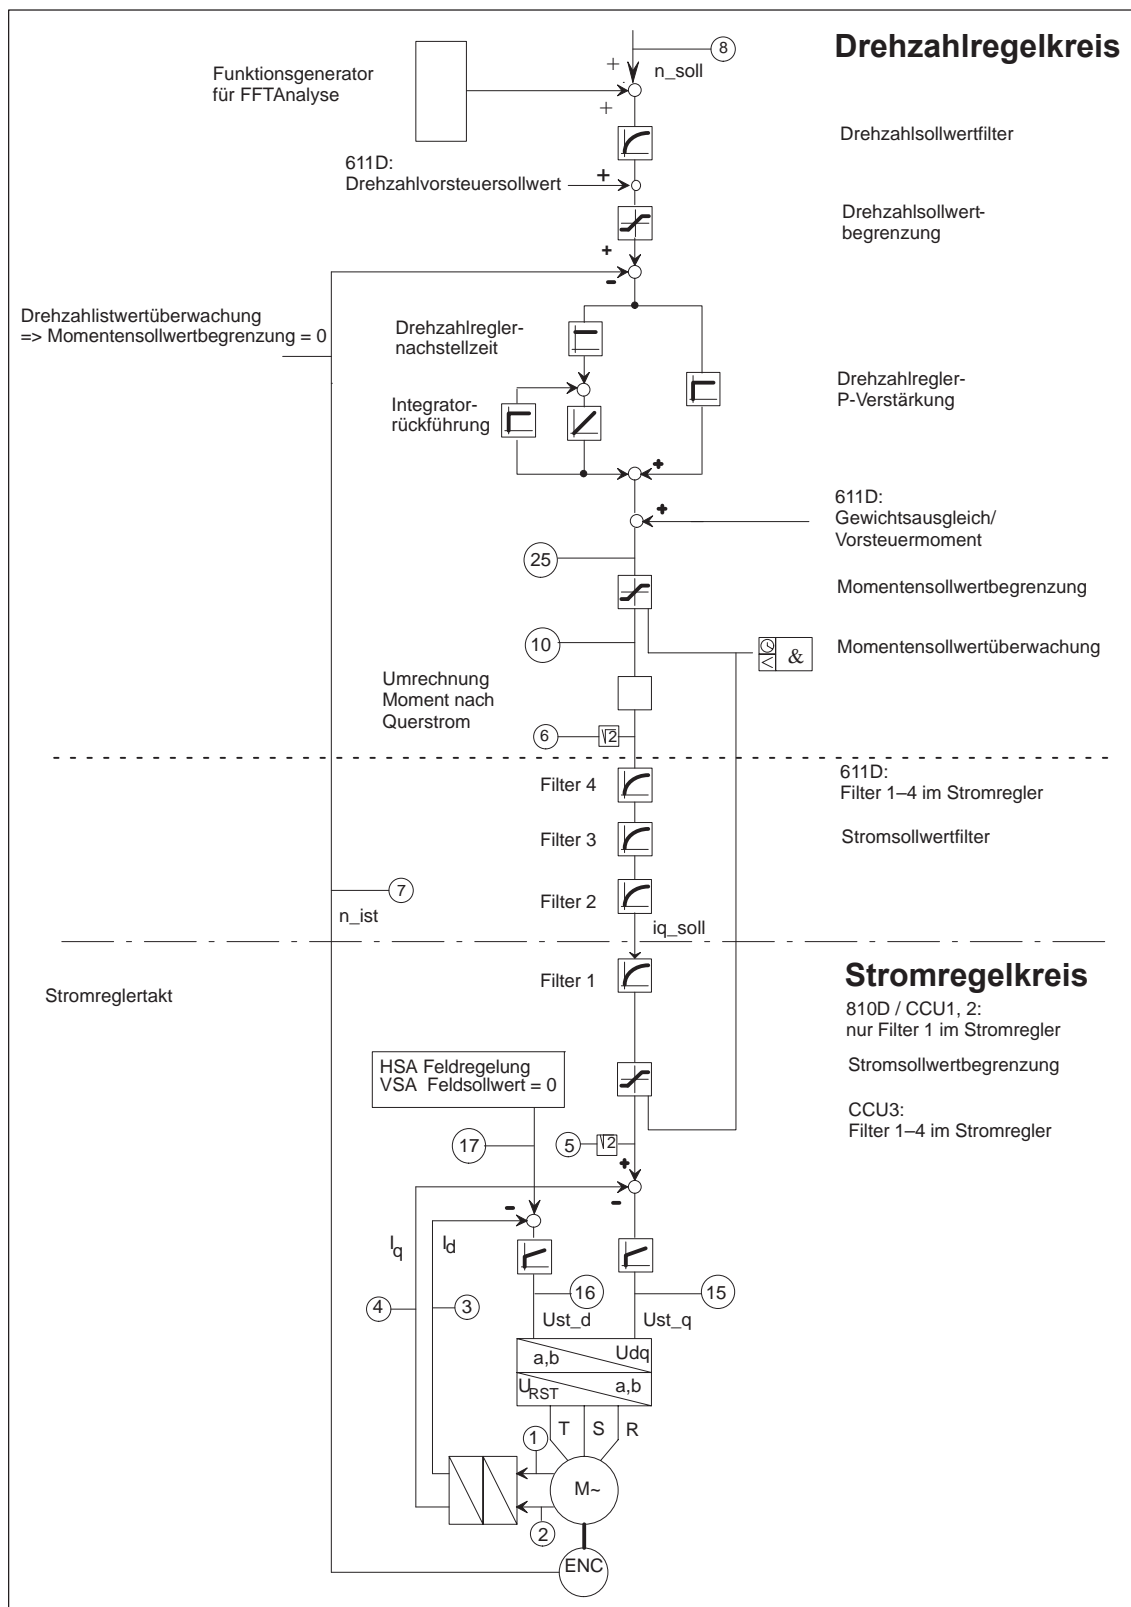 Drehzahlregelkreis
8
+
n_soll
Funktionsgenerator
für FFTAnalyse
+
Drehzahlsollwertfilter
611D:
Drehzahlvorsteuersollwert
+
Drehzahlsollwert-
begrenzung
+
−
Drehzahlistwertüberwachung
=> Momentensollwertbegrenzung = 0
Drehzahlregler-
nachstellzeit
Drehzahlregler-
P-Verstärkung
Integrator-
rückführung
+
611D:
Gewichtsausgleich/
Vorsteuermoment
+
25
Momentensollwertbegrenzung
10
&
Momentensollwertüberwachung
Umrechnung
Moment nach
Querstrom
6
√2
611D:
Filter 1–4 im Stromregler
Filter 4
Filter 3
Stromsollwertfilter
7
Filter 2
n_ist
iq_soll
Stromregelkreis
Filter 1
Stromreglertakt
810D / CCU1, 2:
nur Filter 1 im Stromregler
HSA Feldregelung
VSA Feldsollwert = 0
Stromsollwertbegrenzung
CCU3:
Filter 1–4 im Stromregler
17
5
√2
+
−
−
Iq
Id
16
15
4
3
Ust_d
Ust_q
a,b
Udq
URST
a,b
T
S
R
1
M~
2
ENC